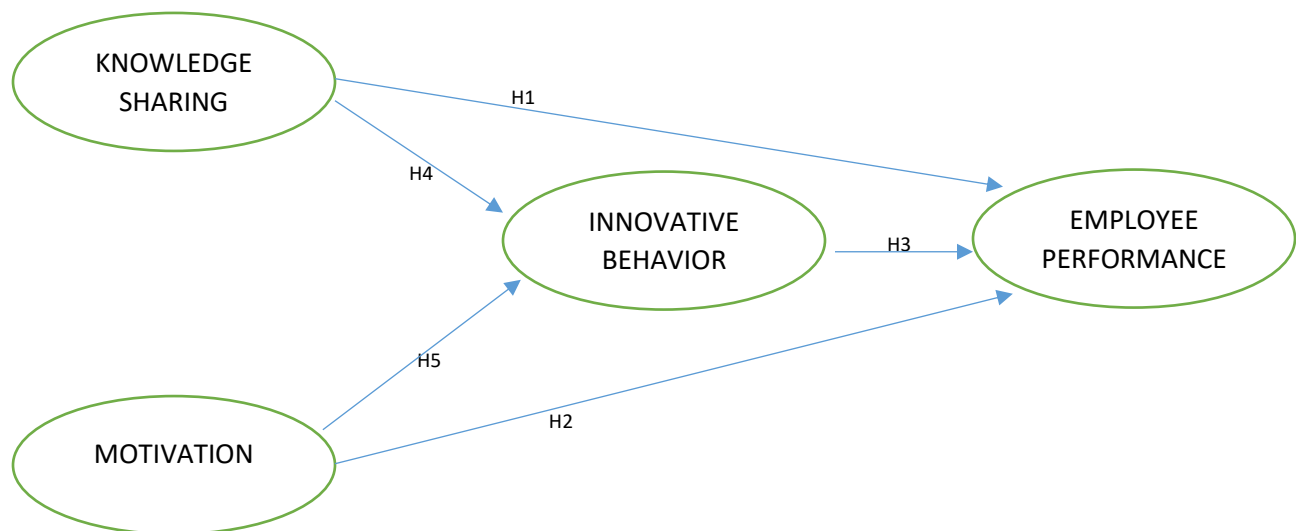 KNOWLEDGE
SHARING
H1
H4
INNOVATIVE
BEHAVIOR
H3
EMPLOYEE
PERFORMANCE
H5
H2
MOTIVATION